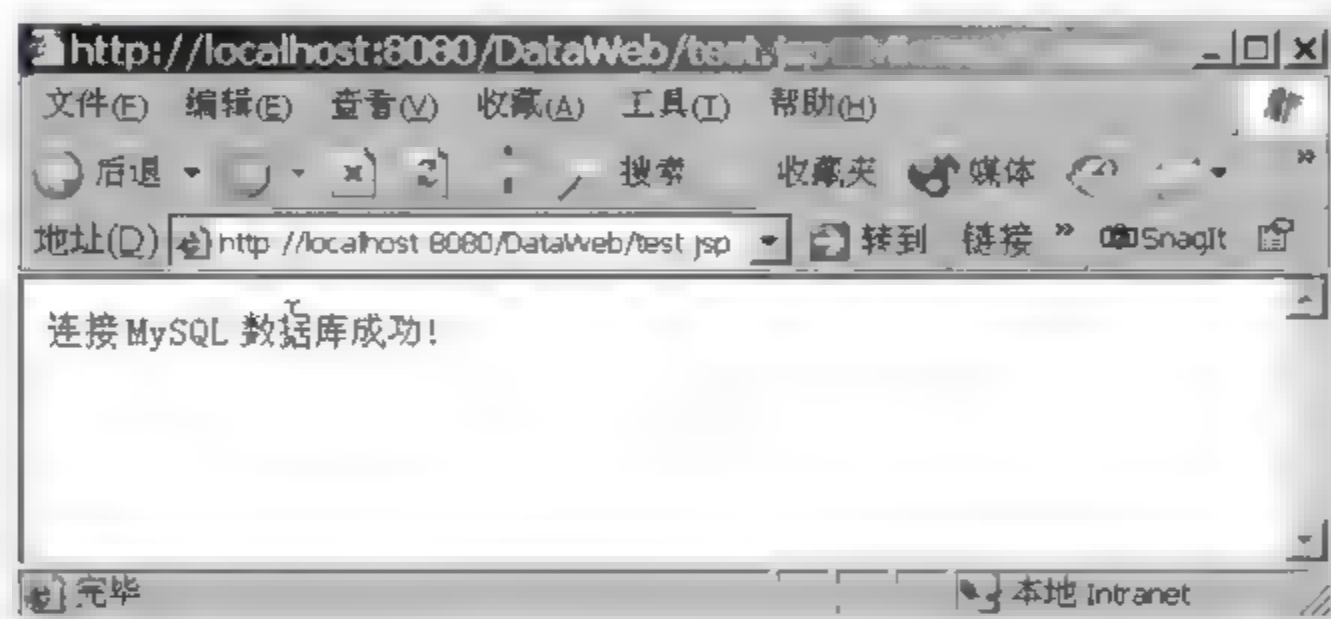 http://localhost:8080/DataWeb/test.jsp
文件(F) 编辑(E) 查看(V) 收藏(A) 工具(T) 帮助(H)
后退 搜索 收藏夹 媒体 »
地址(D) http //localhost 8080/DataWeb/test jsp 转到 链接 » SnagIt
连接MySQL 数据库成功!
完毕 本地 Intranet